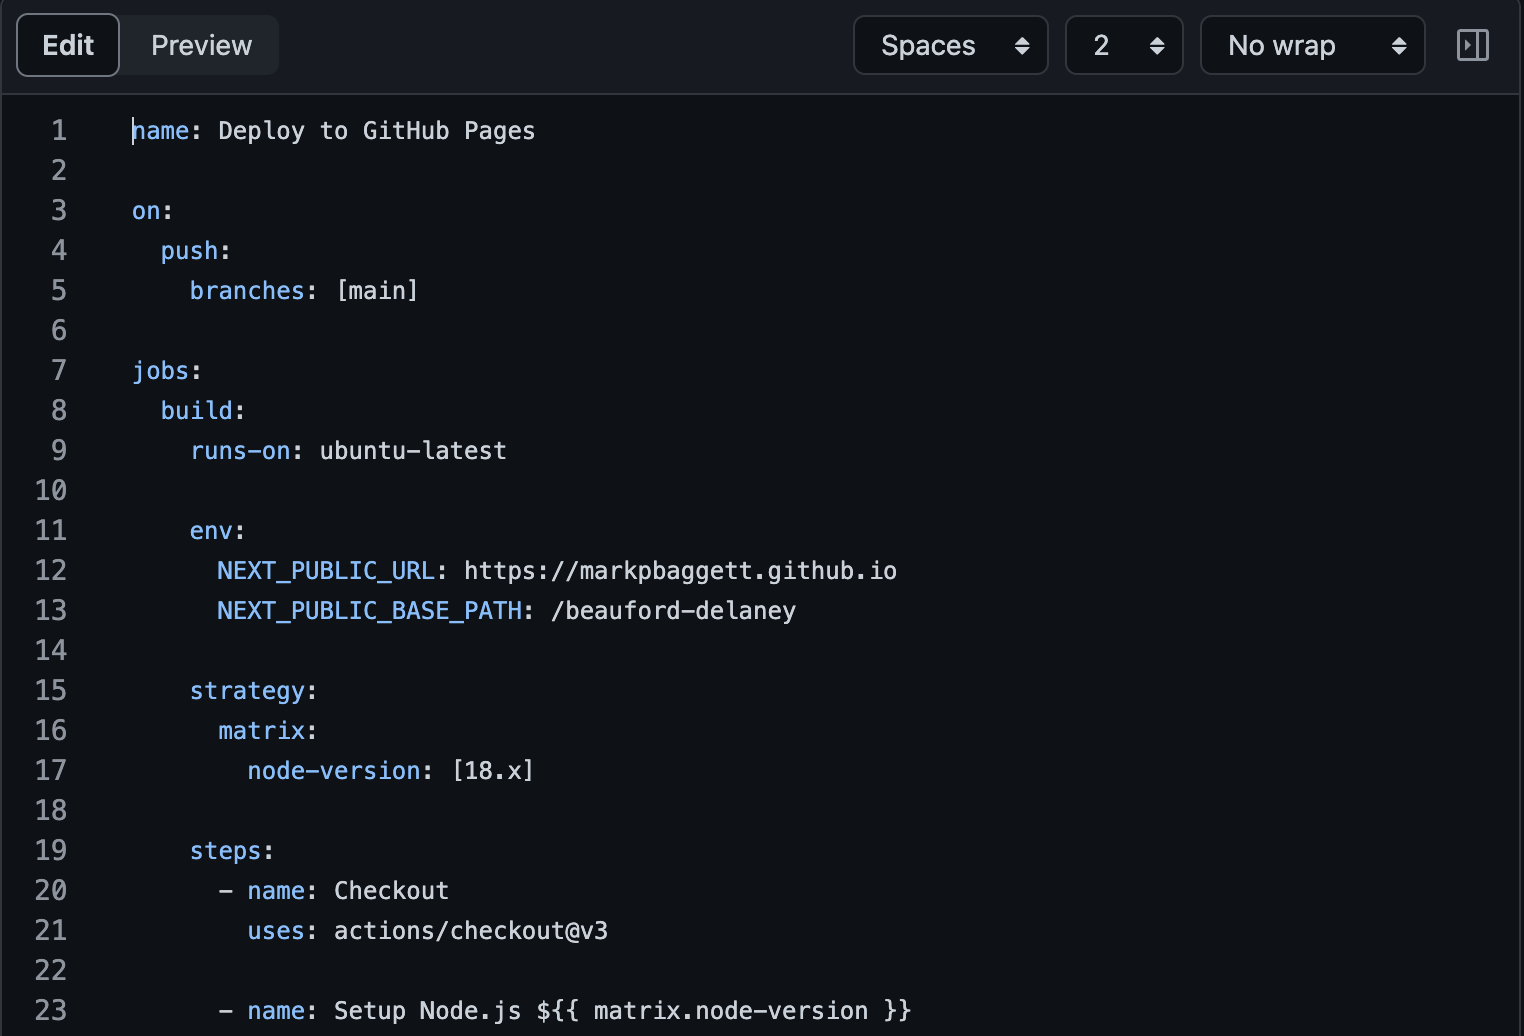 Edit Preview Spaces 2 No wrap
1 name: Deploy to GitHub Pages
2
3 on:
4   push:
5     branches: [main]
6
7 jobs:
8   build:
9     runs-on: ubuntu-latest
10
11     env:
12       NEXT_PUBLIC_URL: https://markpbaggett.github.io
13       NEXT_PUBLIC_BASE_PATH: /beauford-delaney
14
15     strategy:
16       matrix:
17         node-version: [18.x]
18
19     steps:
20       - name: Checkout
21         uses: actions/checkout@v3
22
23       - name: Setup Node.js ${{ matrix.node-version }}